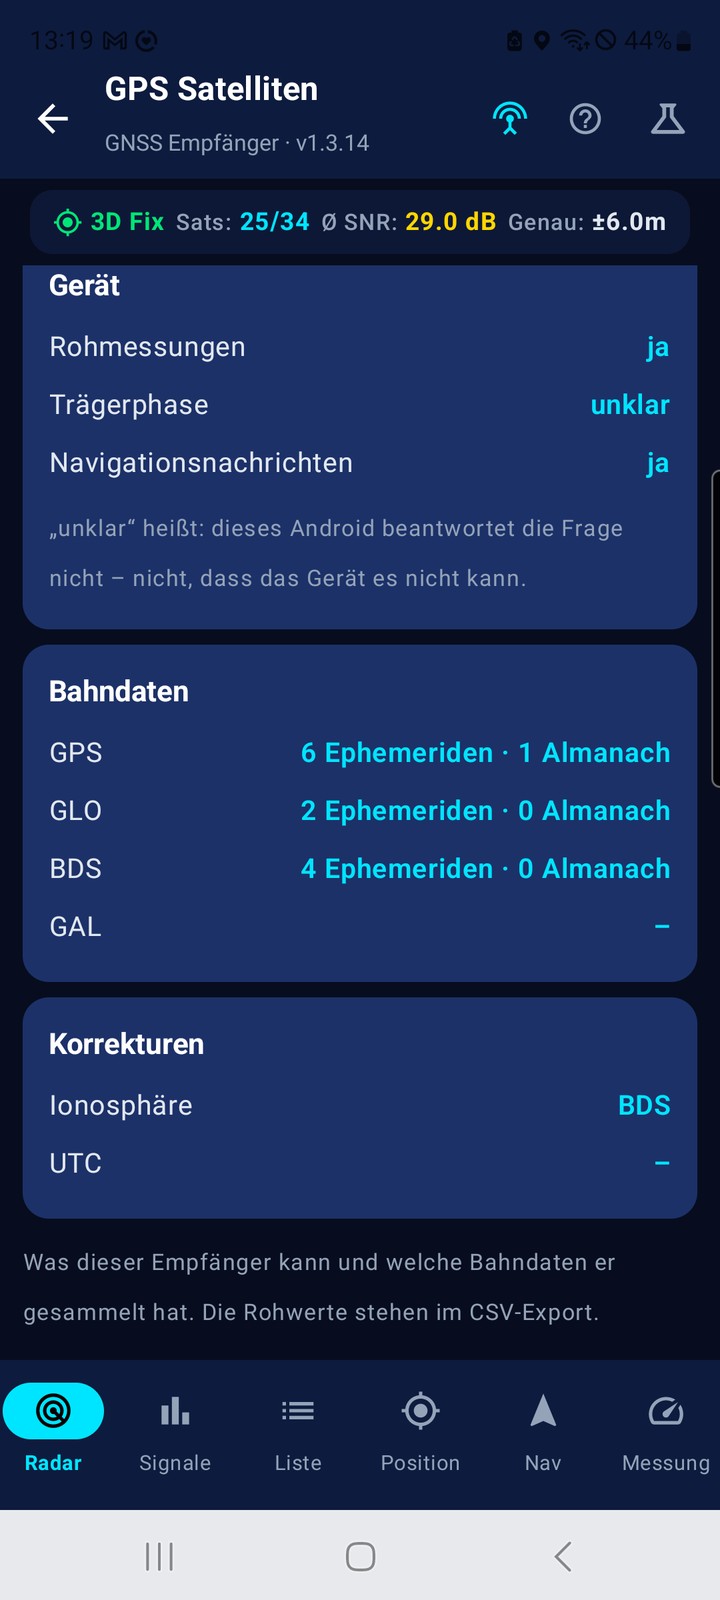 13:19
44%
GPS Satelliten
GNSS Empfänger · v1.3.14
3D Fix Sats: 25/34 Ø SNR: 29.0 dB Genau: ±6.0m
Gerät
Rohmessungen ja
Trägerphase unklar
Navigationsnachrichten ja
„unklar“ heißt: dieses Android beantwortet die Frage
nicht – nicht, dass das Gerät es nicht kann.
Bahndaten
GPS 6 Ephemeriden · 1 Almanach
GLO 2 Ephemeriden · 0 Almanach
BDS 4 Ephemeriden · 0 Almanach
GAL –
Korrekturen
Ionosphäre BDS
UTC –
Was dieser Empfänger kann und welche Bahndaten er
gesammelt hat. Die Rohwerte stehen im CSV-Export.
Radar Signale Liste Position Nav Messung